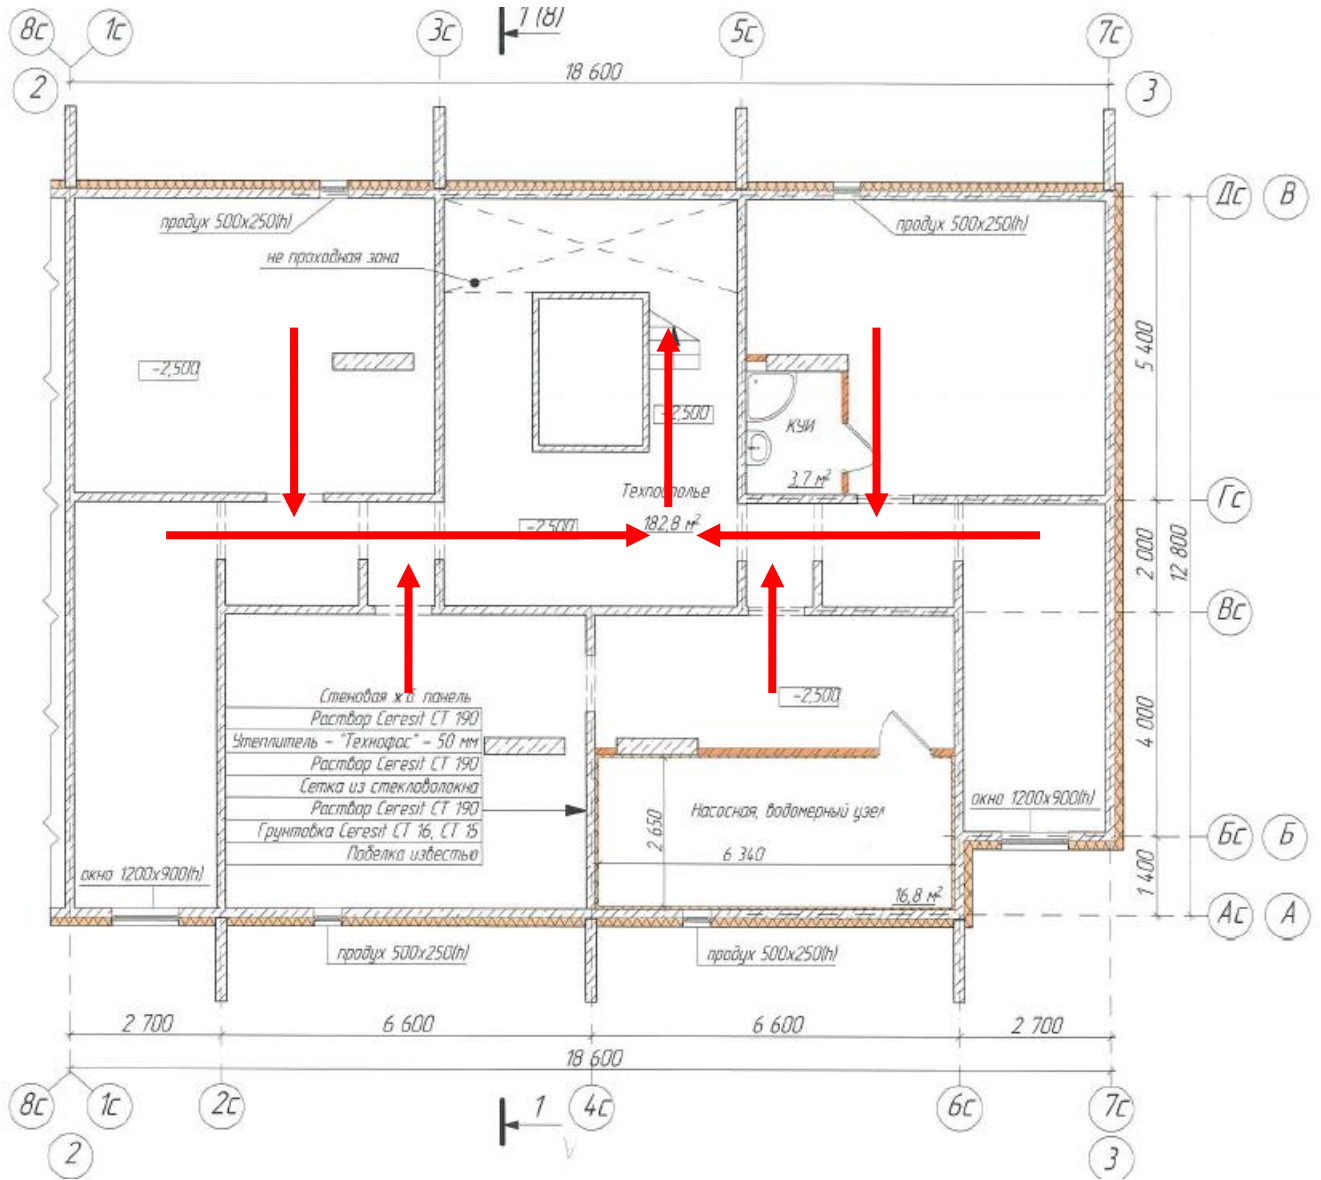 8с 1с 3с 1 (8) 5с 7с
2 18 600 3
Дс В
продух 500х250(h) продух 500х250(h)
не проходная зона
-2,500
5 400
-2,500
КУИ
3,7 м²
Техподполье
182,8 м²
-2,500
Гс
2 000
12 800
Вс
Стеновая ж.б. панель
Раствор Ceresit CT 190
Утеплитель - "Технофас" - 50 мм
Раствор Ceresit CT 190
Сетка из стекловолокна
Раствор Ceresit CT 190
Грунтовка Ceresit CT 16, CT 15
Побелка известью
-2,500
4 000
окно 1200х900(h)
Насосная, водомерный узел
2 650
6 340
16,8 м²
окно 1200х900(h)
Бс Б
1 400
Ас А
продух 500х250(h) продух 500х250(h)
2 700 6 600 6 600 2 700
18 600
8с 1с 2с 1 4с 6с 7с
2 3